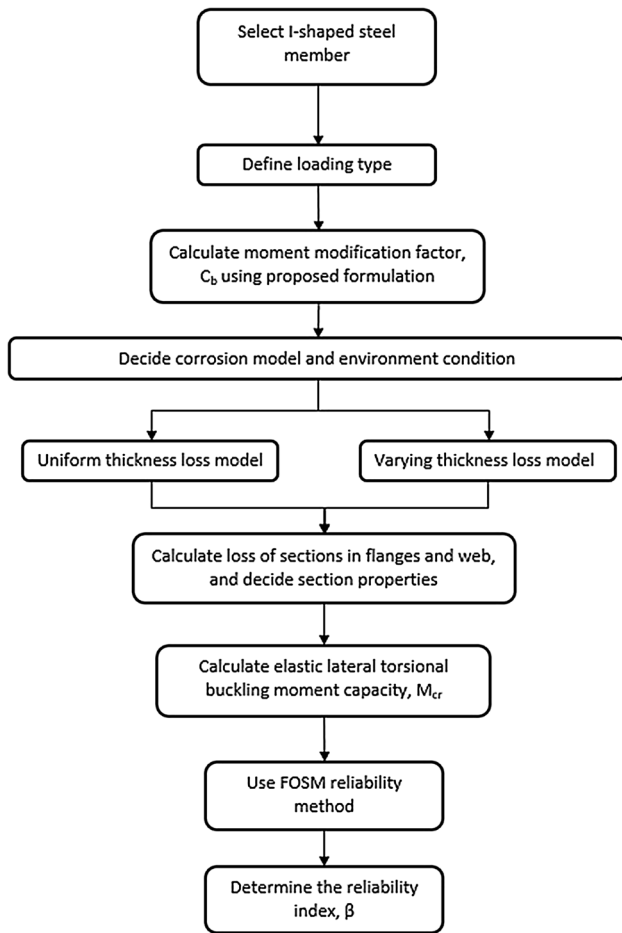 Select I-shaped steel
member
Define loading type
Calculate moment modification factor,
C_b using proposed formulation
Decide corrosion model and environment condition
Uniform thickness loss model
Varying thickness loss model
Calculate loss of sections in flanges and web,
and decide section properties
Calculate elastic lateral torsional
buckling moment capacity, M_cr
Use FOSM reliability
method
Determine the reliability
index, β